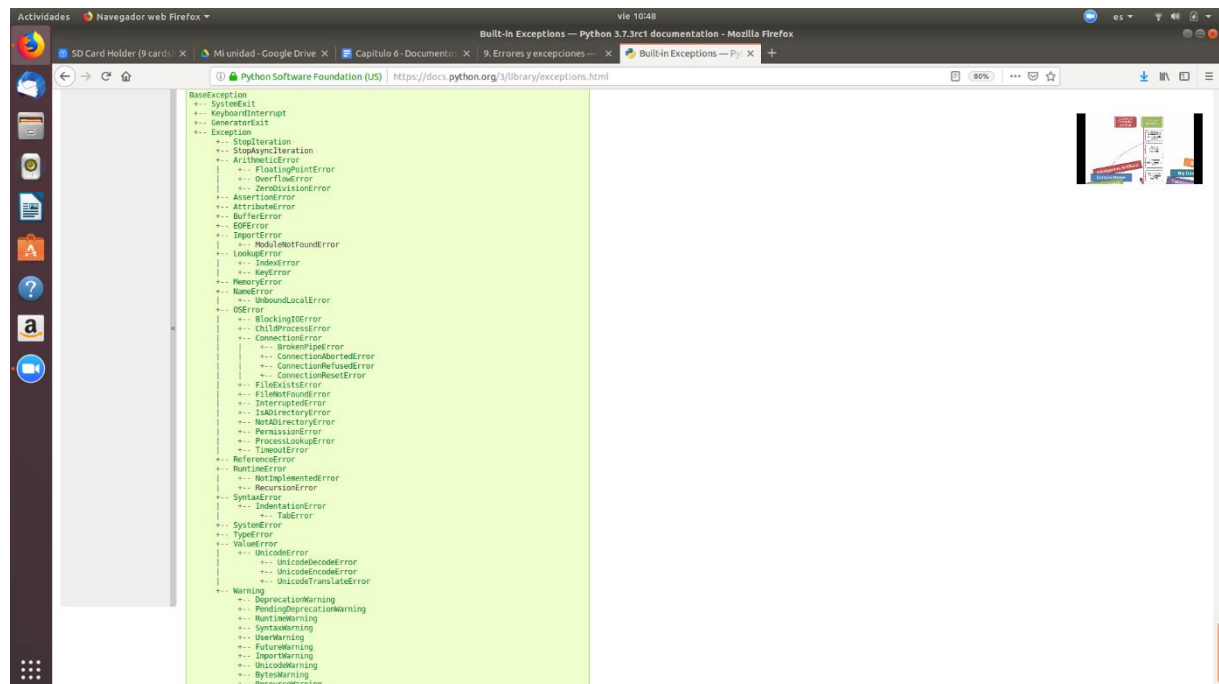 Actividades Navegador web Firefox vie 10:48 es
Built-in Exceptions — Python 3.7.3rc1 documentation - Mozilla Firefox
SD Card Holder (9 cards) Mi unidad - Google Drive Capitulo 6 - Documentos 9. Errores y excepciones — Built-in Exceptions — Py
Python Software Foundation (US) https://docs.python.org/3/library/exceptions.html 80%
BaseException
+-- SystemExit
+-- KeyboardInterrupt
+-- GeneratorExit
+-- Exception
+-- StopIteration
+-- StopAsyncIteration
+-- ArithmeticError
| +-- FloatingPointError
| +-- OverflowError
| +-- ZeroDivisionError
+-- AssertionError
+-- AttributeError
+-- BufferError
+-- EOFError
+-- ImportError
| +-- ModuleNotFoundError
+-- LookupError
| +-- IndexError
| +-- KeyError
+-- MemoryError
+-- NameError
| +-- UnboundLocalError
+-- OSError
| +-- BlockingIOError
| +-- ChildProcessError
| +-- ConnectionError
| | +-- BrokenPipeError
| | +-- ConnectionAbortedError
| | +-- ConnectionRefusedError
| | +-- ConnectionResetError
| +-- FileExistsError
| +-- FileNotFoundError
| +-- InterruptedError
| +-- IsADirectoryError
| +-- NotADirectoryError
| +-- PermissionError
| +-- ProcessLookupError
| +-- TimeoutError
+-- ReferenceError
+-- RuntimeError
| +-- NotImplementedError
| +-- RecursionError
+-- SyntaxError
| +-- IndentationError
| +-- TabError
+-- SystemError
+-- TypeError
+-- ValueError
| +-- UnicodeError
| +-- UnicodeDecodeError
| +-- UnicodeEncodeError
| +-- UnicodeTranslateError
+-- Warning
+-- DeprecationWarning
+-- PendingDeprecationWarning
+-- RuntimeWarning
+-- SyntaxWarning
+-- UserWarning
+-- FutureWarning
+-- ImportWarning
+-- UnicodeWarning
+-- BytesWarning
+-- ResourceWarning